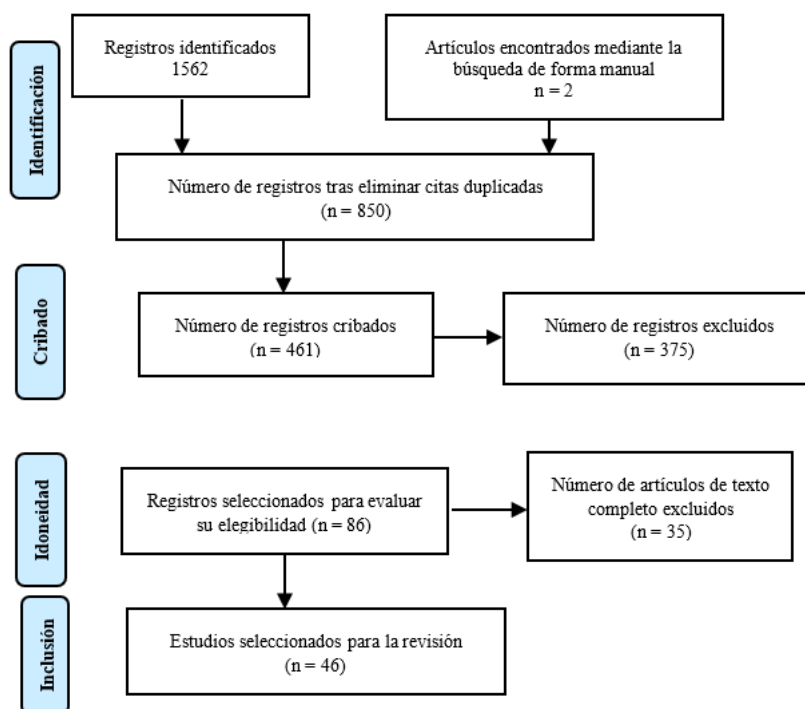 Identificación
Registros identificados
1562
Artículos encontrados mediante la
búsqueda de forma manual
n = 2
Número de registros tras eliminar citas duplicadas
(n = 850)
Cribado
Número de registros cribados
(n = 461)
Número de registros excluidos
(n = 375)
Idoneidad
Registros seleccionados para evaluar
su elegibilidad (n = 86)
Número de artículos de texto
completo excluidos
(n = 35)
Inclusión
Estudios seleccionados para la revisión
(n = 46)